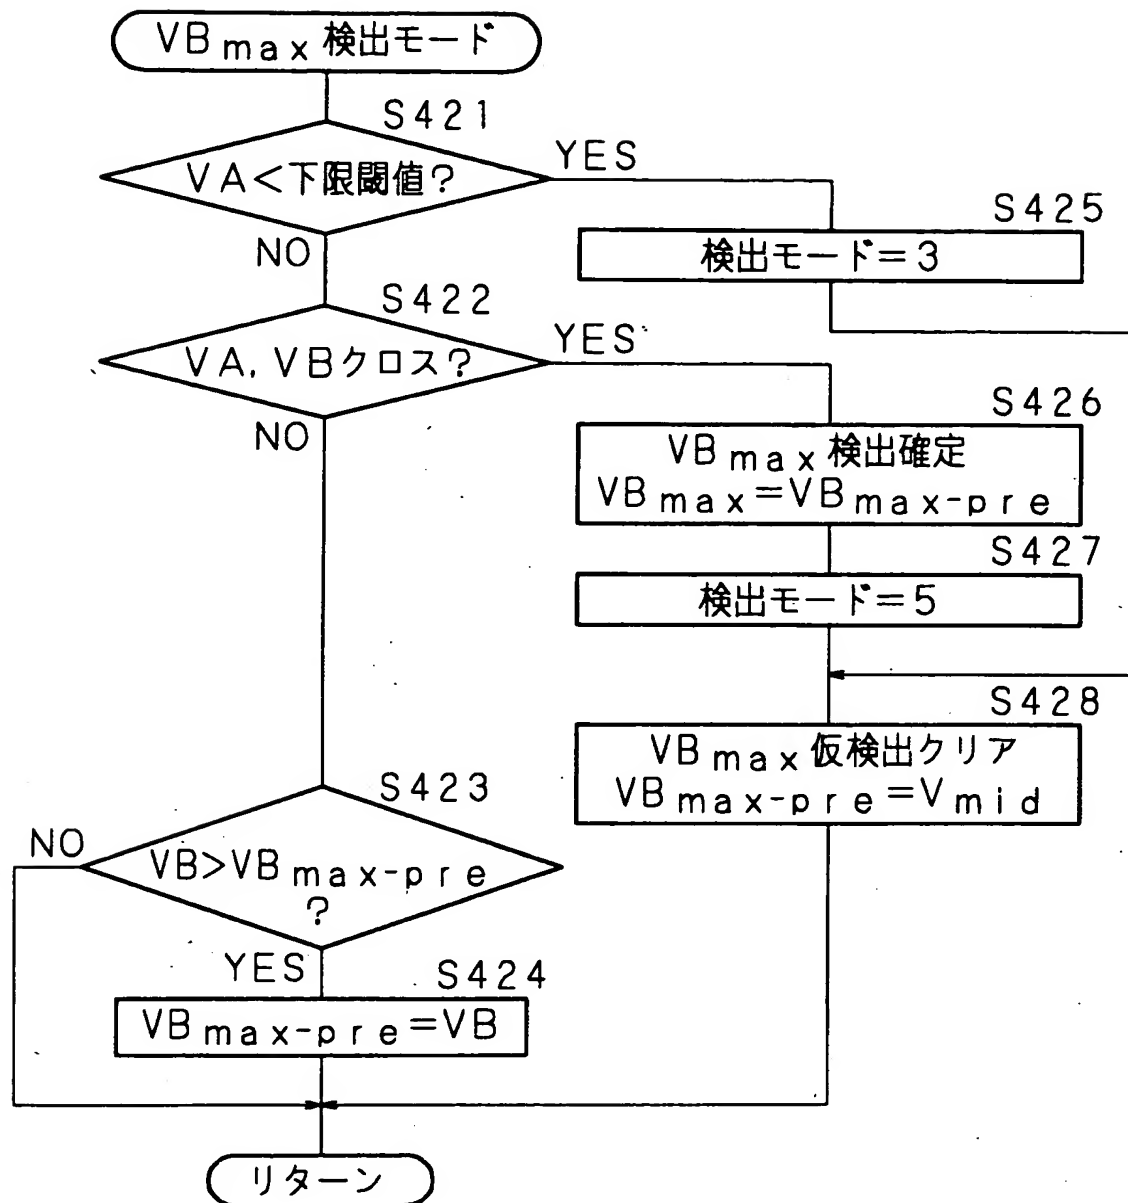 VBmax検出モード
S421
VA<下限閾値?
YES
NO
S425
検出モード=3
S422
VA,VBクロス?
YES
NO
S426
VBmax検出確定
VBmax=VBmax-pre
S427
検出モード=5
S428
VBmax仮検出クリア
VBmax-pre=Vmid
S423
NO
VB>VBmax-pre
?
YES
S424
VBmax-pre=VB
リターン